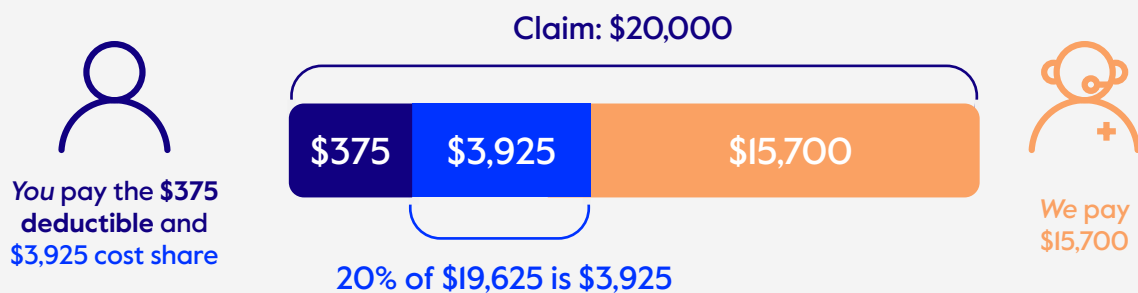 Claim: $20,000
$375
$3,925
$15,700
You pay the $375
deductible and
$3,925 cost share
We pay
$15,700
20% of $19,625 is $3,925